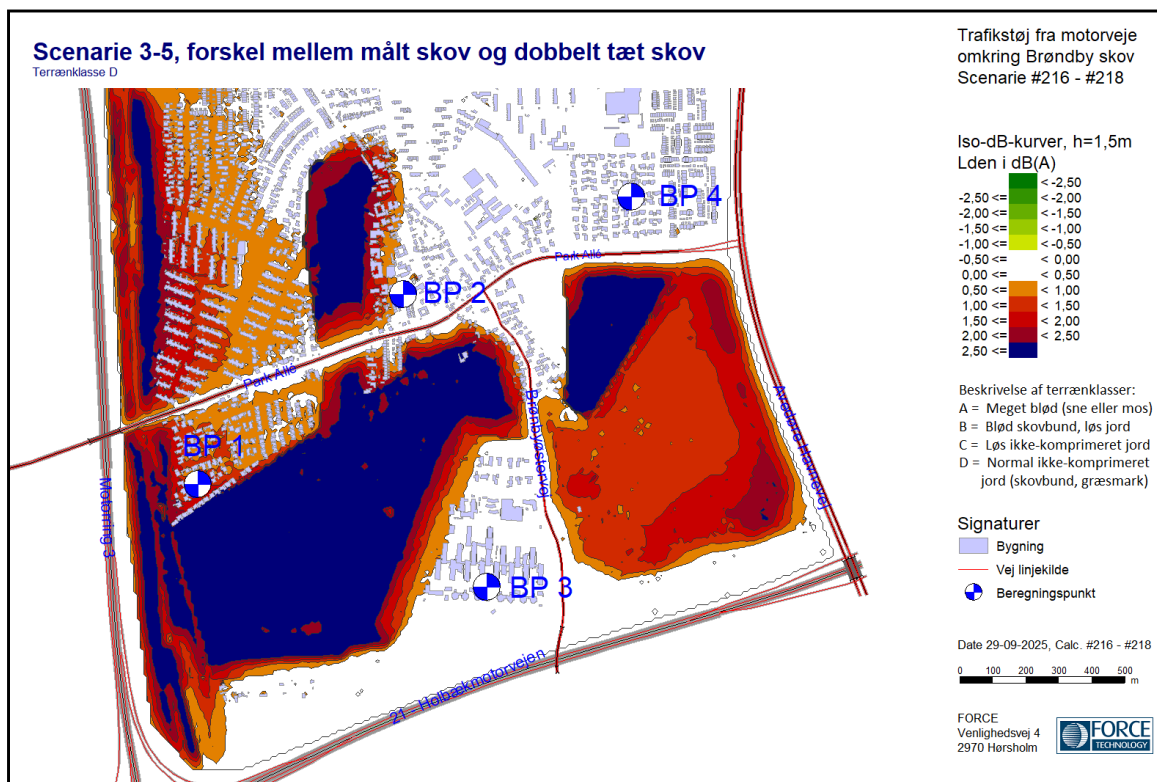 Scenarie 3-5, forskel mellem målt skov og dobbelt tæt skov
Terrænklasse D
Trafikstøj fra motorveje
omkring Brøndby skov
Scenarie #216 - #218
Iso-dB-kurver, h=1,5m
Lden i dB(A)
< -2,50
-2,50 <= < -2,00
-2,00 <= < -1,50
-1,50 <= < -1,00
-1,00 <= < -0,50
-0,50 <= < 0,00
0,00 <= < 0,50
0,50 <= < 1,00
1,00 <= < 1,50
1,50 <= < 2,00
2,00 <= < 2,50
2,50 <=
Beskrivelse af terrænklasser:
A = Meget blød (sne eller mos)
B = Blød skovbund, løs jord
C = Løs ikke-komprimeret jord
D = Normal ikke-komprimeret
jord (skovbund, græsmark)
Signaturer
Bygning
Vej linjekilde
Beregningspunkt
Date 29-09-2025, Calc. #216 - #218
0 100 200 300 400 500
m
FORCE
Venlighedsvej 4
2970 Hørsholm
FORCE
TECHNOLOGY
BP 4
Park Allé
BP 2
Park Allé
BP 1
Brønbyøstervej
Avedøre Havnevej
Motorring 3
BP 3
21 - Holbækmotorvejen